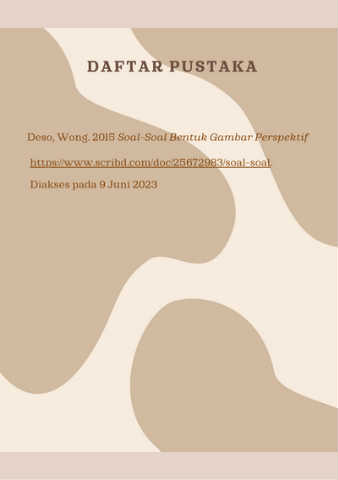 DAFTAR PUSTAKA
Deso, Wong. 2015 Soal-Soal Bentuk Gambar Perspektif
https://www.scribd.com/doc/25672983/soal-soal.
Diakses pada 9 Juni 2023